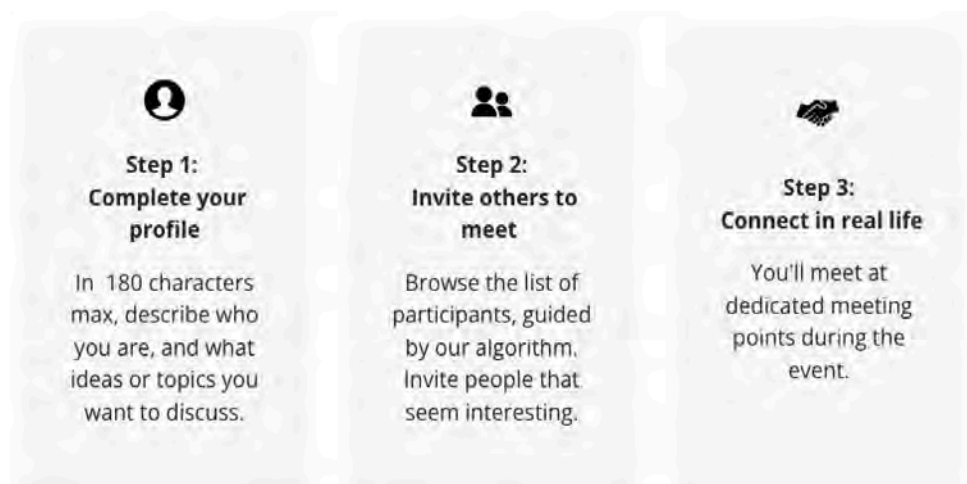 Step 1:
Complete your
profile
In 180 characters
max, describe who
you are, and what
ideas or topics you
want to discuss.
Step 2:
Invite others to
meet
Browse the list of
participants, guided
by our algorithm.
Invite people that
seem interesting.
Step 3:
Connect in real life
You'll meet at
dedicated meeting
points during the
event.